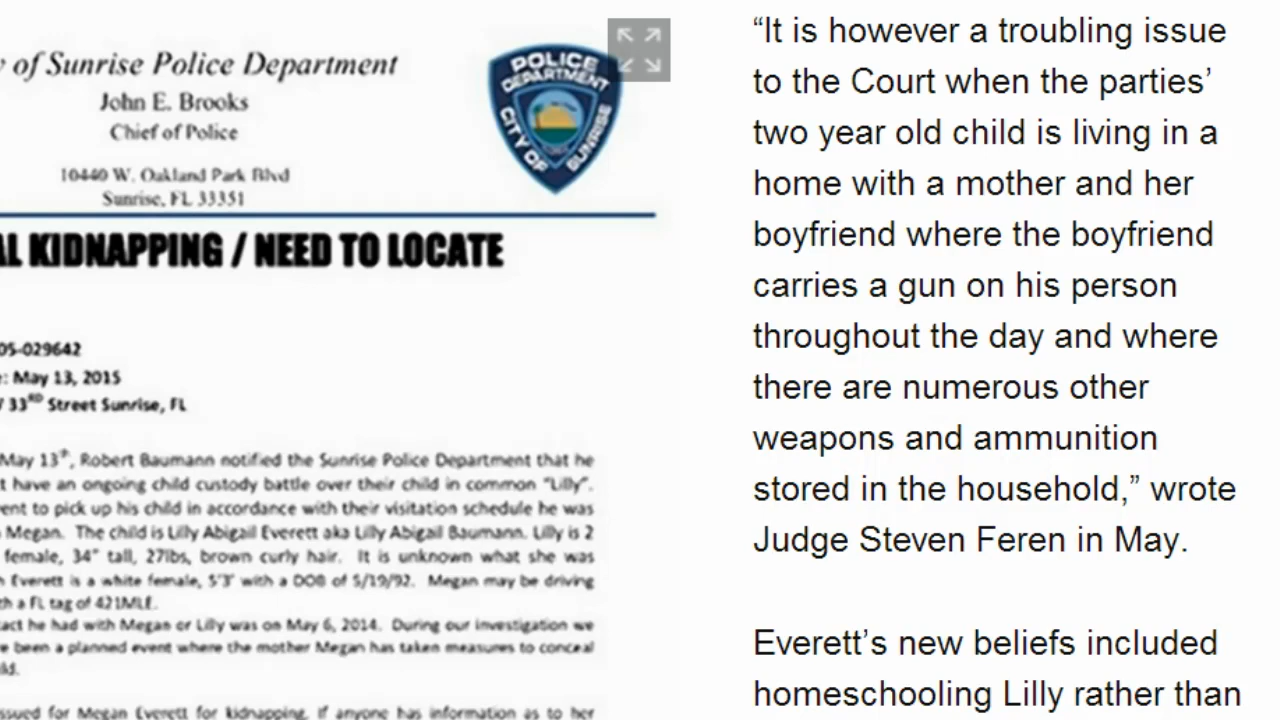 of Sunrise Police Department
John E. Brooks
Chief of Police
10440 W. Oakland Park Blvd
Sunrise, FL 33351
POLICE
DEPARTMENT
CITY OF
SUNRISE
KIDNAPPING / NEED TO LOCATE
05-029642
: May 13, 2015
33RD Street Sunrise, FL
May 13th, Robert Baumann notified the Sunrise Police Department that he
have an ongoing child custody battle over their child in common "Lilly".
to pick up his child in accordance with their visitation schedule he was
Megan. The child is Lilly Abigail Everett aka Lilly Abigail Baumann. Lilly is 2
female, 34" tall, 27lbs, brown curly hair. It is unknown what she was
Everett is a white female, 5'3" with a DOB of 5/19/92. Megan may be driving
a FL tag of 421MLE.
he had with Megan or Lilly was on May 6, 2014. During our investigation we
been a planned event where the mother Megan has taken measures to conceal
issued for Megan Everett for kidnapping. If anyone has information as to her
“It is however a troubling issue
to the Court when the parties’
two year old child is living in a
home with a mother and her
boyfriend where the boyfriend
carries a gun on his person
throughout the day and where
there are numerous other
weapons and ammunition
stored in the household,” wrote
Judge Steven Feren in May.
Everett’s new beliefs included
homeschooling Lilly rather than